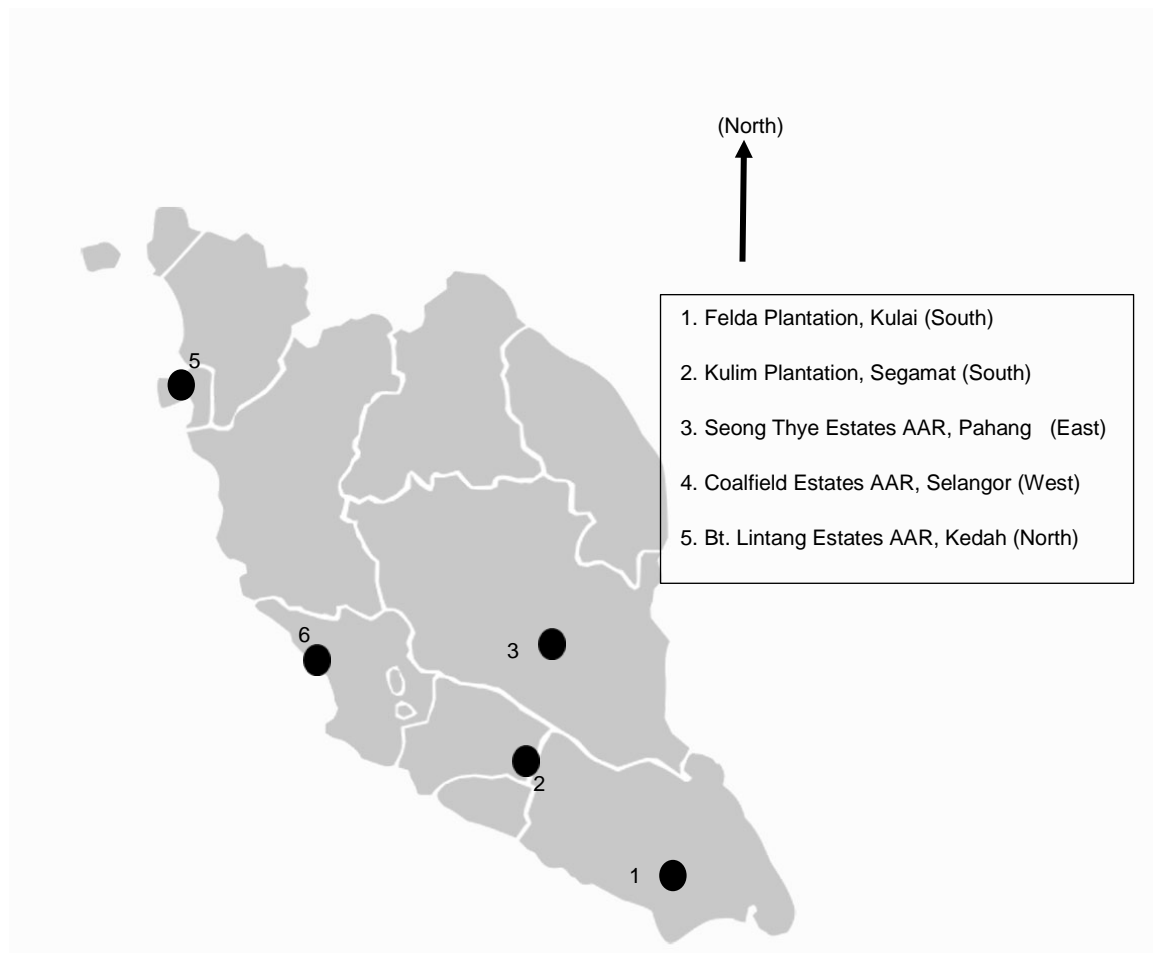 (North)
5
1. Felda Plantation, Kulai (South)
2. Kulim Plantation, Segamat (South)
3. Seong Thye Estates AAR, Pahang (East)
4. Coalfield Estates AAR, Selangor (West)
5. Bt. Lintang Estates AAR, Kedah (North)
6
3
2
1